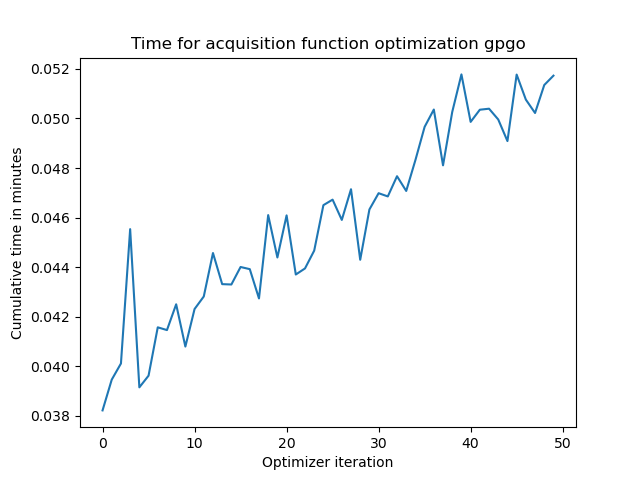 Time for acquisition function optimization gpgo
0.052
0.050
0.048
0.046
0.044
0.042
0.040
0.038
Cumulative time in minutes
0 10 20 30 40 50
Optimizer iteration